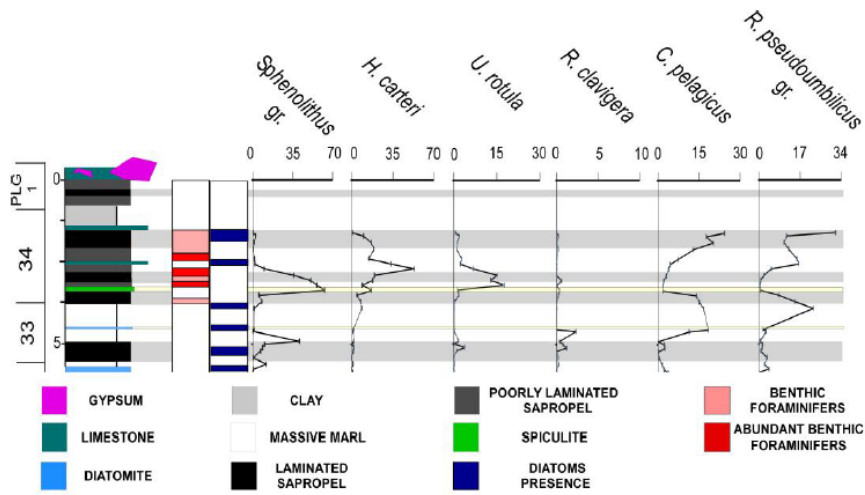 Sphenolithus gr.
H. carteri
U. rotula
R. clavigera
C. pelagicus
R. pseudoumbilicus gr.
0 35 70 0 35 70 0 15 30 0 5 10 0 15 30 0 17 34
PLG 1
0
34
33
5
GYPSUM
CLAY
POORLY LAMINATED SAPROPEL
BENTHIC FORAMINIFERS
LIMESTONE
MASSIVE MARL
SPICULITE
ABUNDANT BENTHIC FORAMINIFERS
DIATOMITE
LAMINATED SAPROPEL
DIATOMS PRESENCE